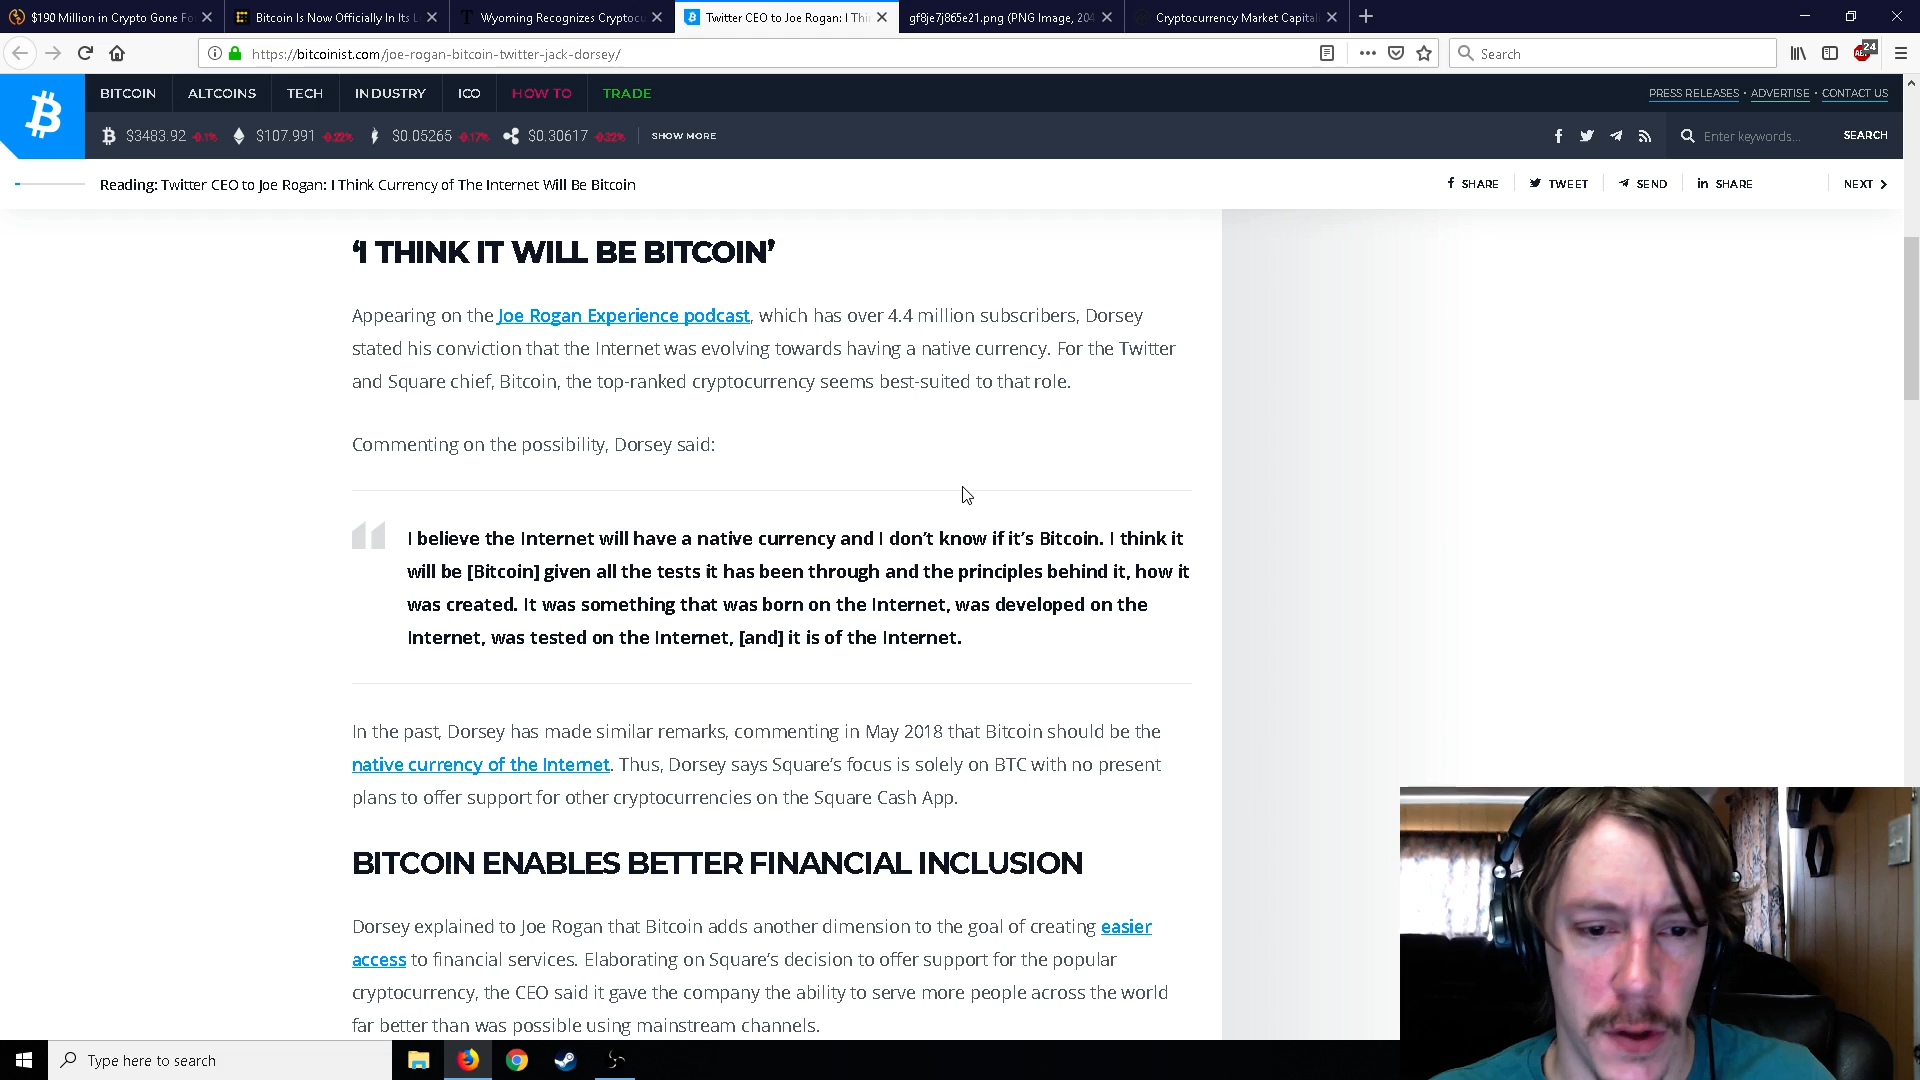 $190 Million in Crypto Gone Fo
Bitcoin Is Now Officially In Its L
Wyoming Recognizes Cryptocu
Twitter CEO to Joe Rogan: I Thi
gf8je7j865e21.png (PNG Image, 204
Cryptocurrency Market Capital
https://bitcoinist.com/joe-rogan-bitcoin-twitter-jack-dorsey/
Search
24
BITCOIN
ALTCOINS
TECH
INDUSTRY
ICO
HOW TO
TRADE
PRESS RELEASES • ADVERTISE • CONTACT US
$3483.92 -0.1%
$107.991 -0.22%
$0.05265 -0.17%
$0.30617 -0.22%
SHOW MORE
Enter keywords...
SEARCH
Reading: Twitter CEO to Joe Rogan: I Think Currency of The Internet Will Be Bitcoin
SHARE
TWEET
SEND
in SHARE
NEXT
‘I THINK IT WILL BE BITCOIN’
Appearing on the Joe Rogan Experience podcast, which has over 4.4 million subscribers, Dorsey
stated his conviction that the Internet was evolving towards having a native currency. For the Twitter
and Square chief, Bitcoin, the top-ranked cryptocurrency seems best-suited to that role.
Commenting on the possibility, Dorsey said:
I believe the Internet will have a native currency and I don’t know if it’s Bitcoin. I think it
will be [Bitcoin] given all the tests it has been through and the principles behind it, how it
was created. It was something that was born on the Internet, was developed on the
Internet, was tested on the Internet, [and] it is of the Internet.
In the past, Dorsey has made similar remarks, commenting in May 2018 that Bitcoin should be the
native currency of the Internet. Thus, Dorsey says Square’s focus is solely on BTC with no present
plans to offer support for other cryptocurrencies on the Square Cash App.
BITCOIN ENABLES BETTER FINANCIAL INCLUSION
Dorsey explained to Joe Rogan that Bitcoin adds another dimension to the goal of creating easier
access to financial services. Elaborating on Square’s decision to offer support for the popular
cryptocurrency, the CEO said it gave the company the ability to serve more people across the world
far better than was possible using mainstream channels.
Type here to search